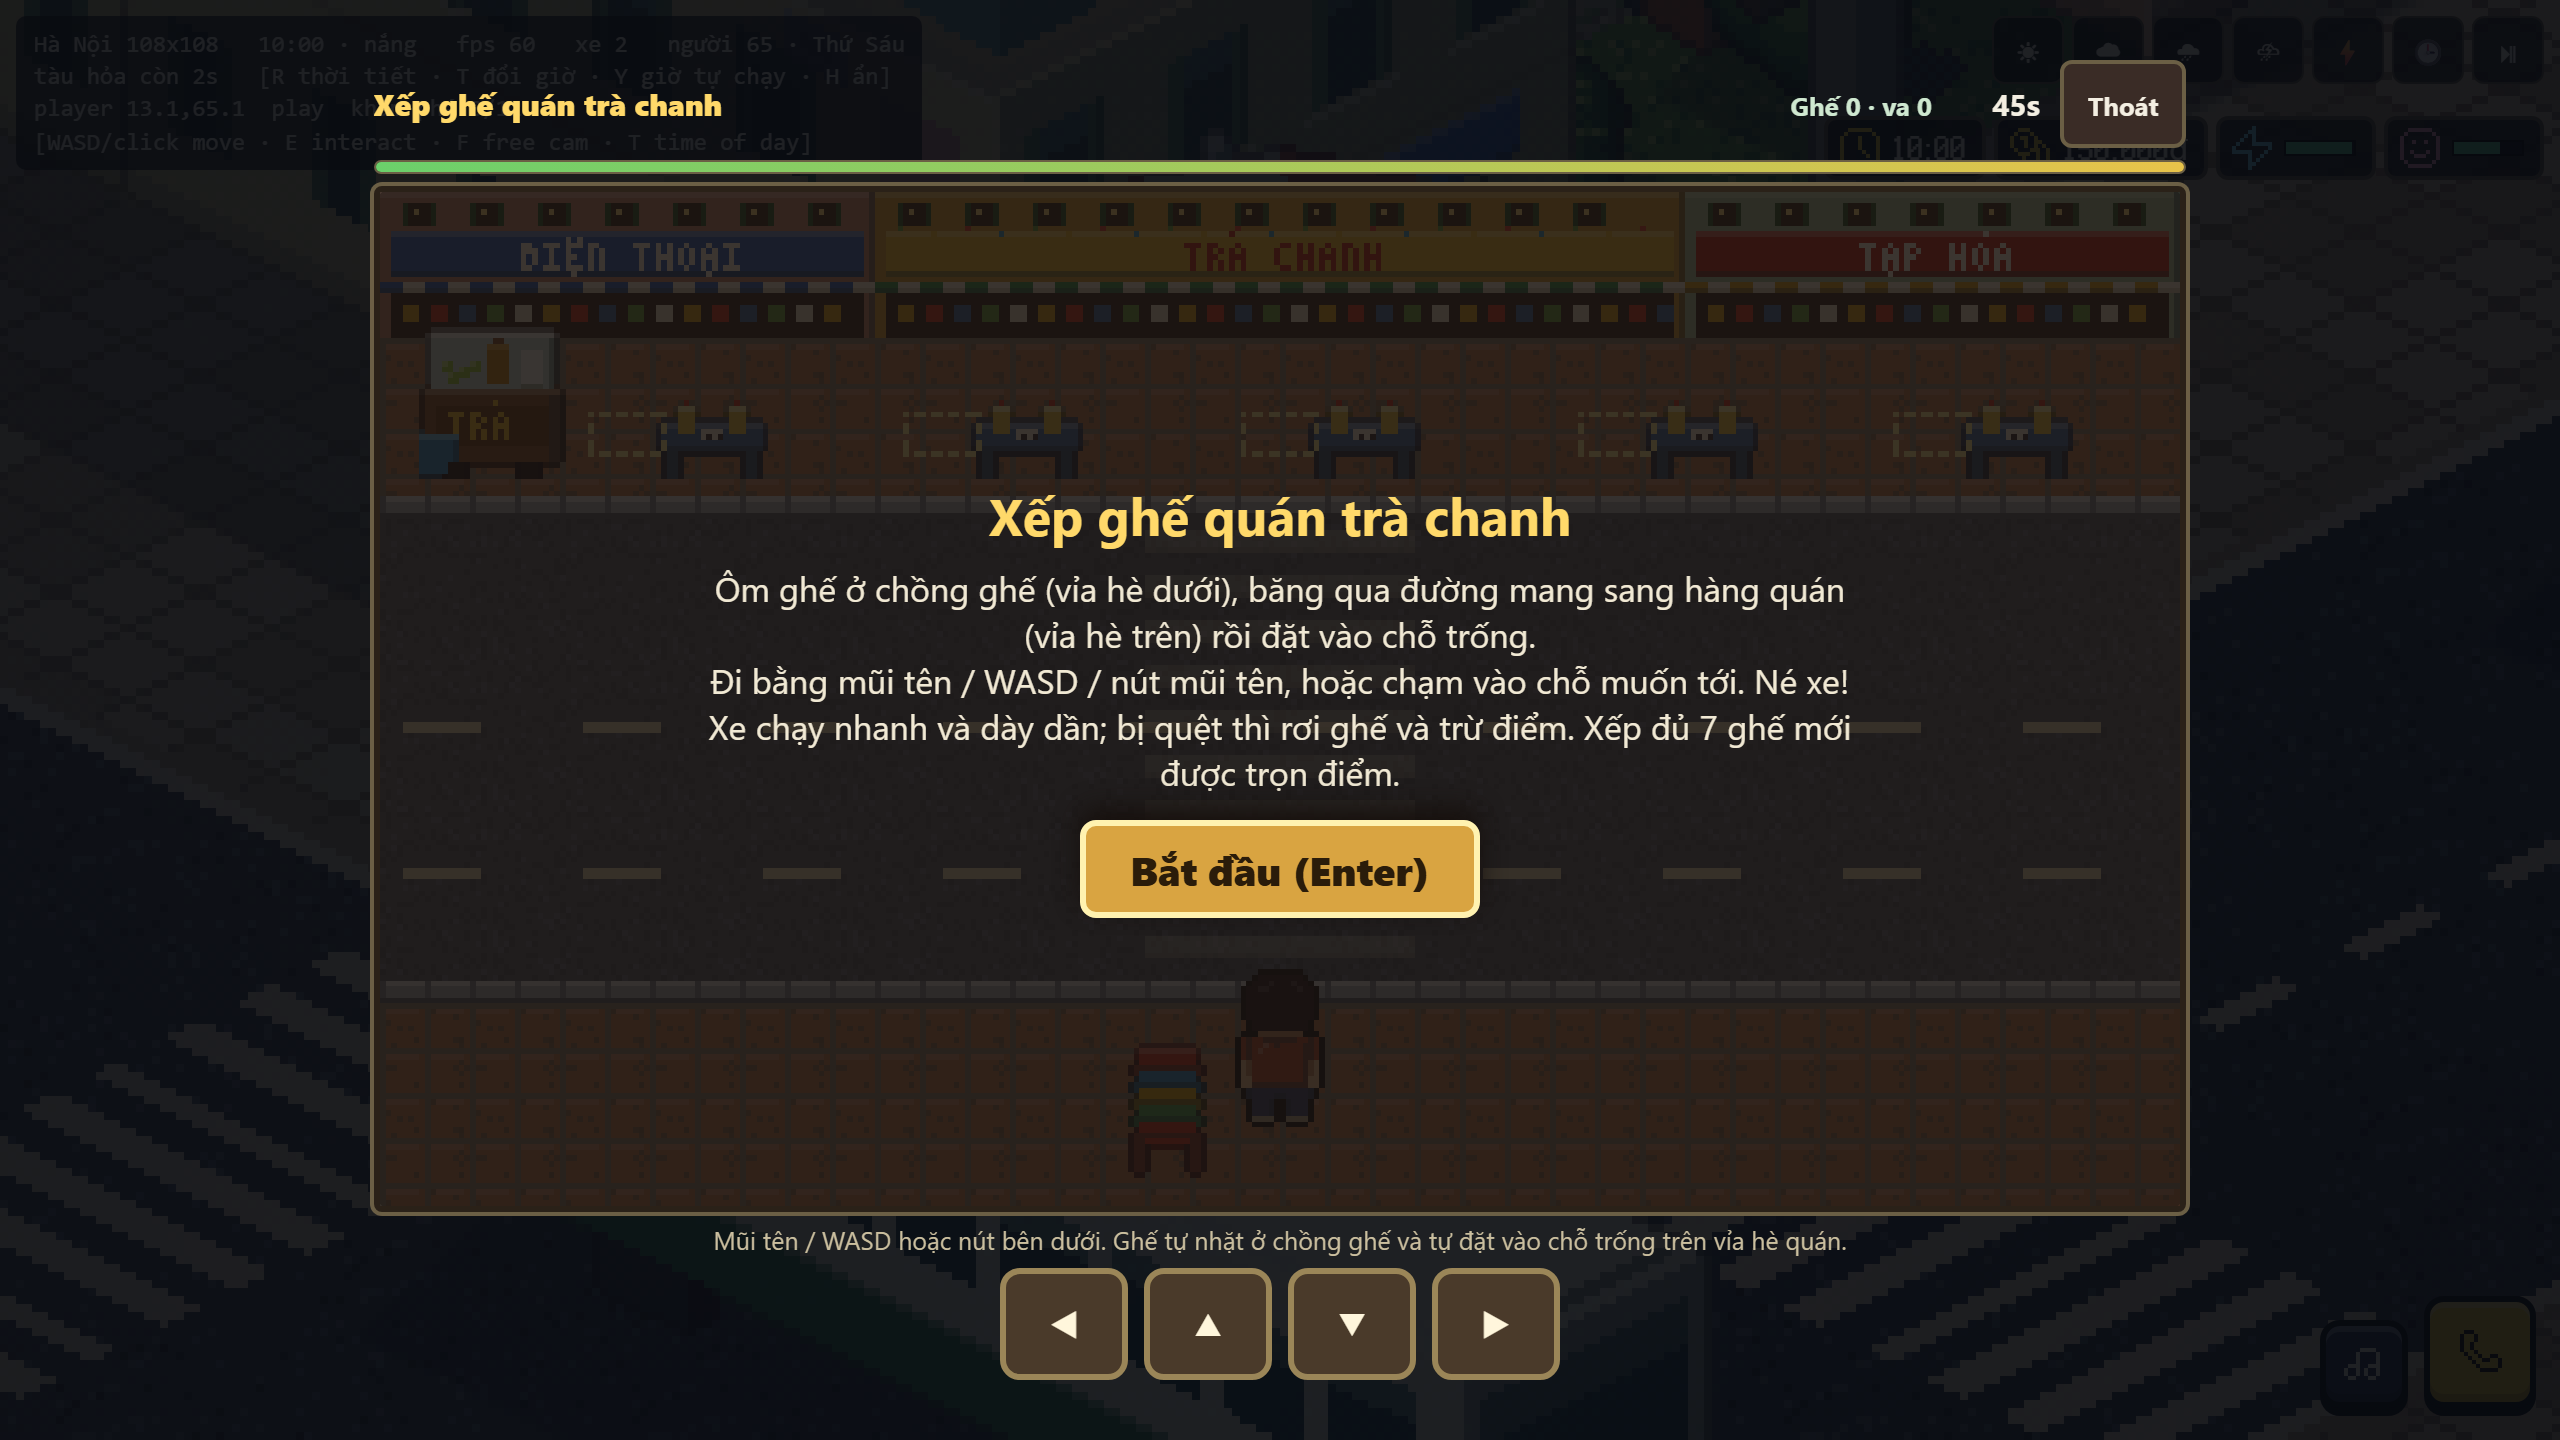 Hà Nội 108x108 10:00 · nắng fps 60 xe 2 người 65 · Thứ Sáu
tàu hỏa còn 2s [R thời tiết · T đổi giờ · Y giờ tự chạy · H ẩn]
player 13.1,65.1 play
[WASD/click move · E interact · F free cam · T time of day]
Xếp ghế quán trà chanh
Ghế 0 · va 0
45s
Thoát
10:00
ĐIỆN THOẠI
TRÀ CHANH
TẠP HÓA
TRÀ
Xếp ghế quán trà chanh
Ôm ghế ở chồng ghế (vỉa hè dưới), băng qua đường mang sang hàng quán
(vỉa hè trên) rồi đặt vào chỗ trống.
Đi bằng mũi tên / WASD / nút mũi tên, hoặc chạm vào chỗ muốn tới. Né xe!
Xe chạy nhanh và dày dần; bị quệt thì rơi ghế và trừ điểm. Xếp đủ 7 ghế mới
được trọn điểm.
Bắt đầu (Enter)
Mũi tên / WASD hoặc nút bên dưới. Ghế tự nhặt ở chồng ghế và tự đặt vào chỗ trống trên vỉa hè quán.